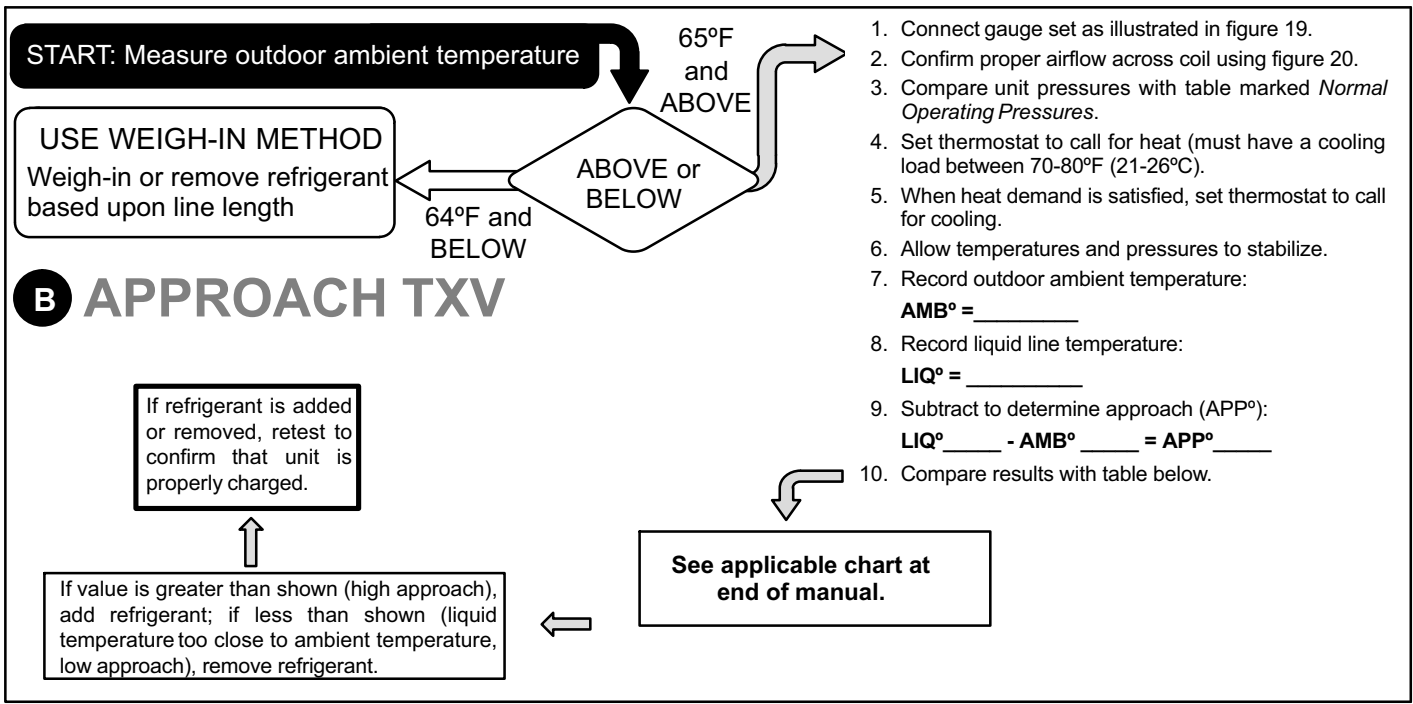 START: Measure outdoor ambient temperature
65ºF
and
ABOVE
ABOVE or
BELOW
64ºF and
BELOW
USE WEIGH-IN METHOD
Weigh-in or remove refrigerant
based upon line length
B APPROACH TXV
1. Connect gauge set as illustrated in figure 19.
2. Confirm proper airflow across coil using figure 20.
3. Compare unit pressures with table marked Normal
Operating Pressures.
4. Set thermostat to call for heat (must have a cooling
load between 70-80ºF (21-26ºC).
5. When heat demand is satisfied, set thermostat to call
for cooling.
6. Allow temperatures and pressures to stabilize.
7. Record outdoor ambient temperature:
AMBº =_________
8. Record liquid line temperature:
LIQº = _________
9. Subtract to determine approach (APPº):
LIQº_____ - AMBº _____ = APPº_____
10. Compare results with table below.
See applicable chart at
end of manual.
If value is greater than shown (high approach),
add refrigerant; if less than shown (liquid
temperature too close to ambient temperature,
low approach), remove refrigerant.
If refrigerant is added
or removed, retest to
confirm that unit is
properly charged.